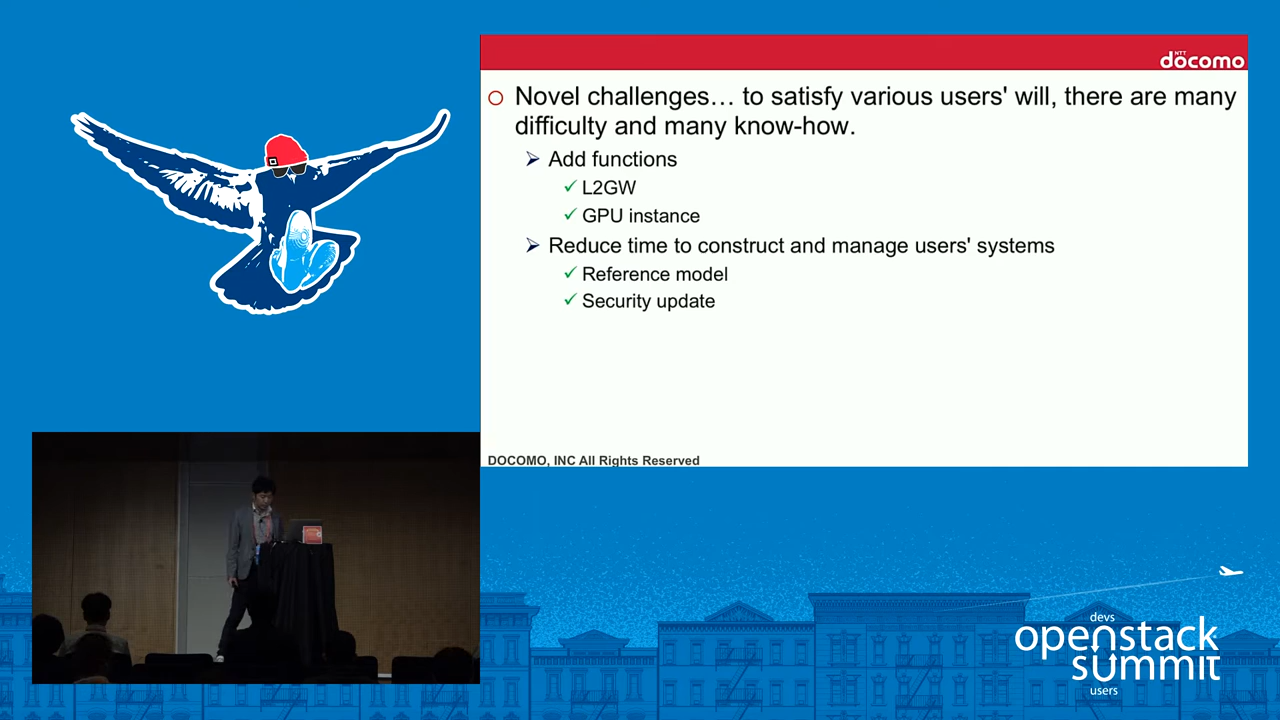 NTT
docomo
Novel challenges… to satisfy various users' will, there are many
difficulty and many know-how.
Add functions
L2GW
GPU instance
Reduce time to construct and manage users' systems
Reference model
Security update
DOCOMO, INC All Rights Reserved
devs
openstack
summit
users